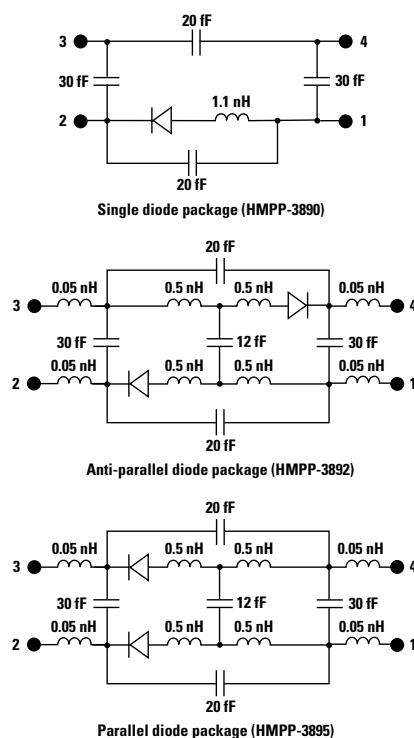 20 fF
3 4
30 fF 1.1 nH 30 fF
2 1
20 fF
Single diode package (HMPP-3890)
20 fF
0.05 nH 0.5 nH 0.5 nH 0.05 nH
3 4
30 fF 12 fF 30 fF
0.05 nH 0.5 nH 0.5 nH 0.05 nH
2 1
20 fF
Anti-parallel diode package (HMPP-3892)
20 fF
0.05 nH 0.5 nH 0.5 nH 0.05 nH
3 4
30 fF 12 fF 30 fF
0.05 nH 0.5 nH 0.5 nH 0.05 nH
2 1
20 fF
Parallel diode package (HMPP-3895)